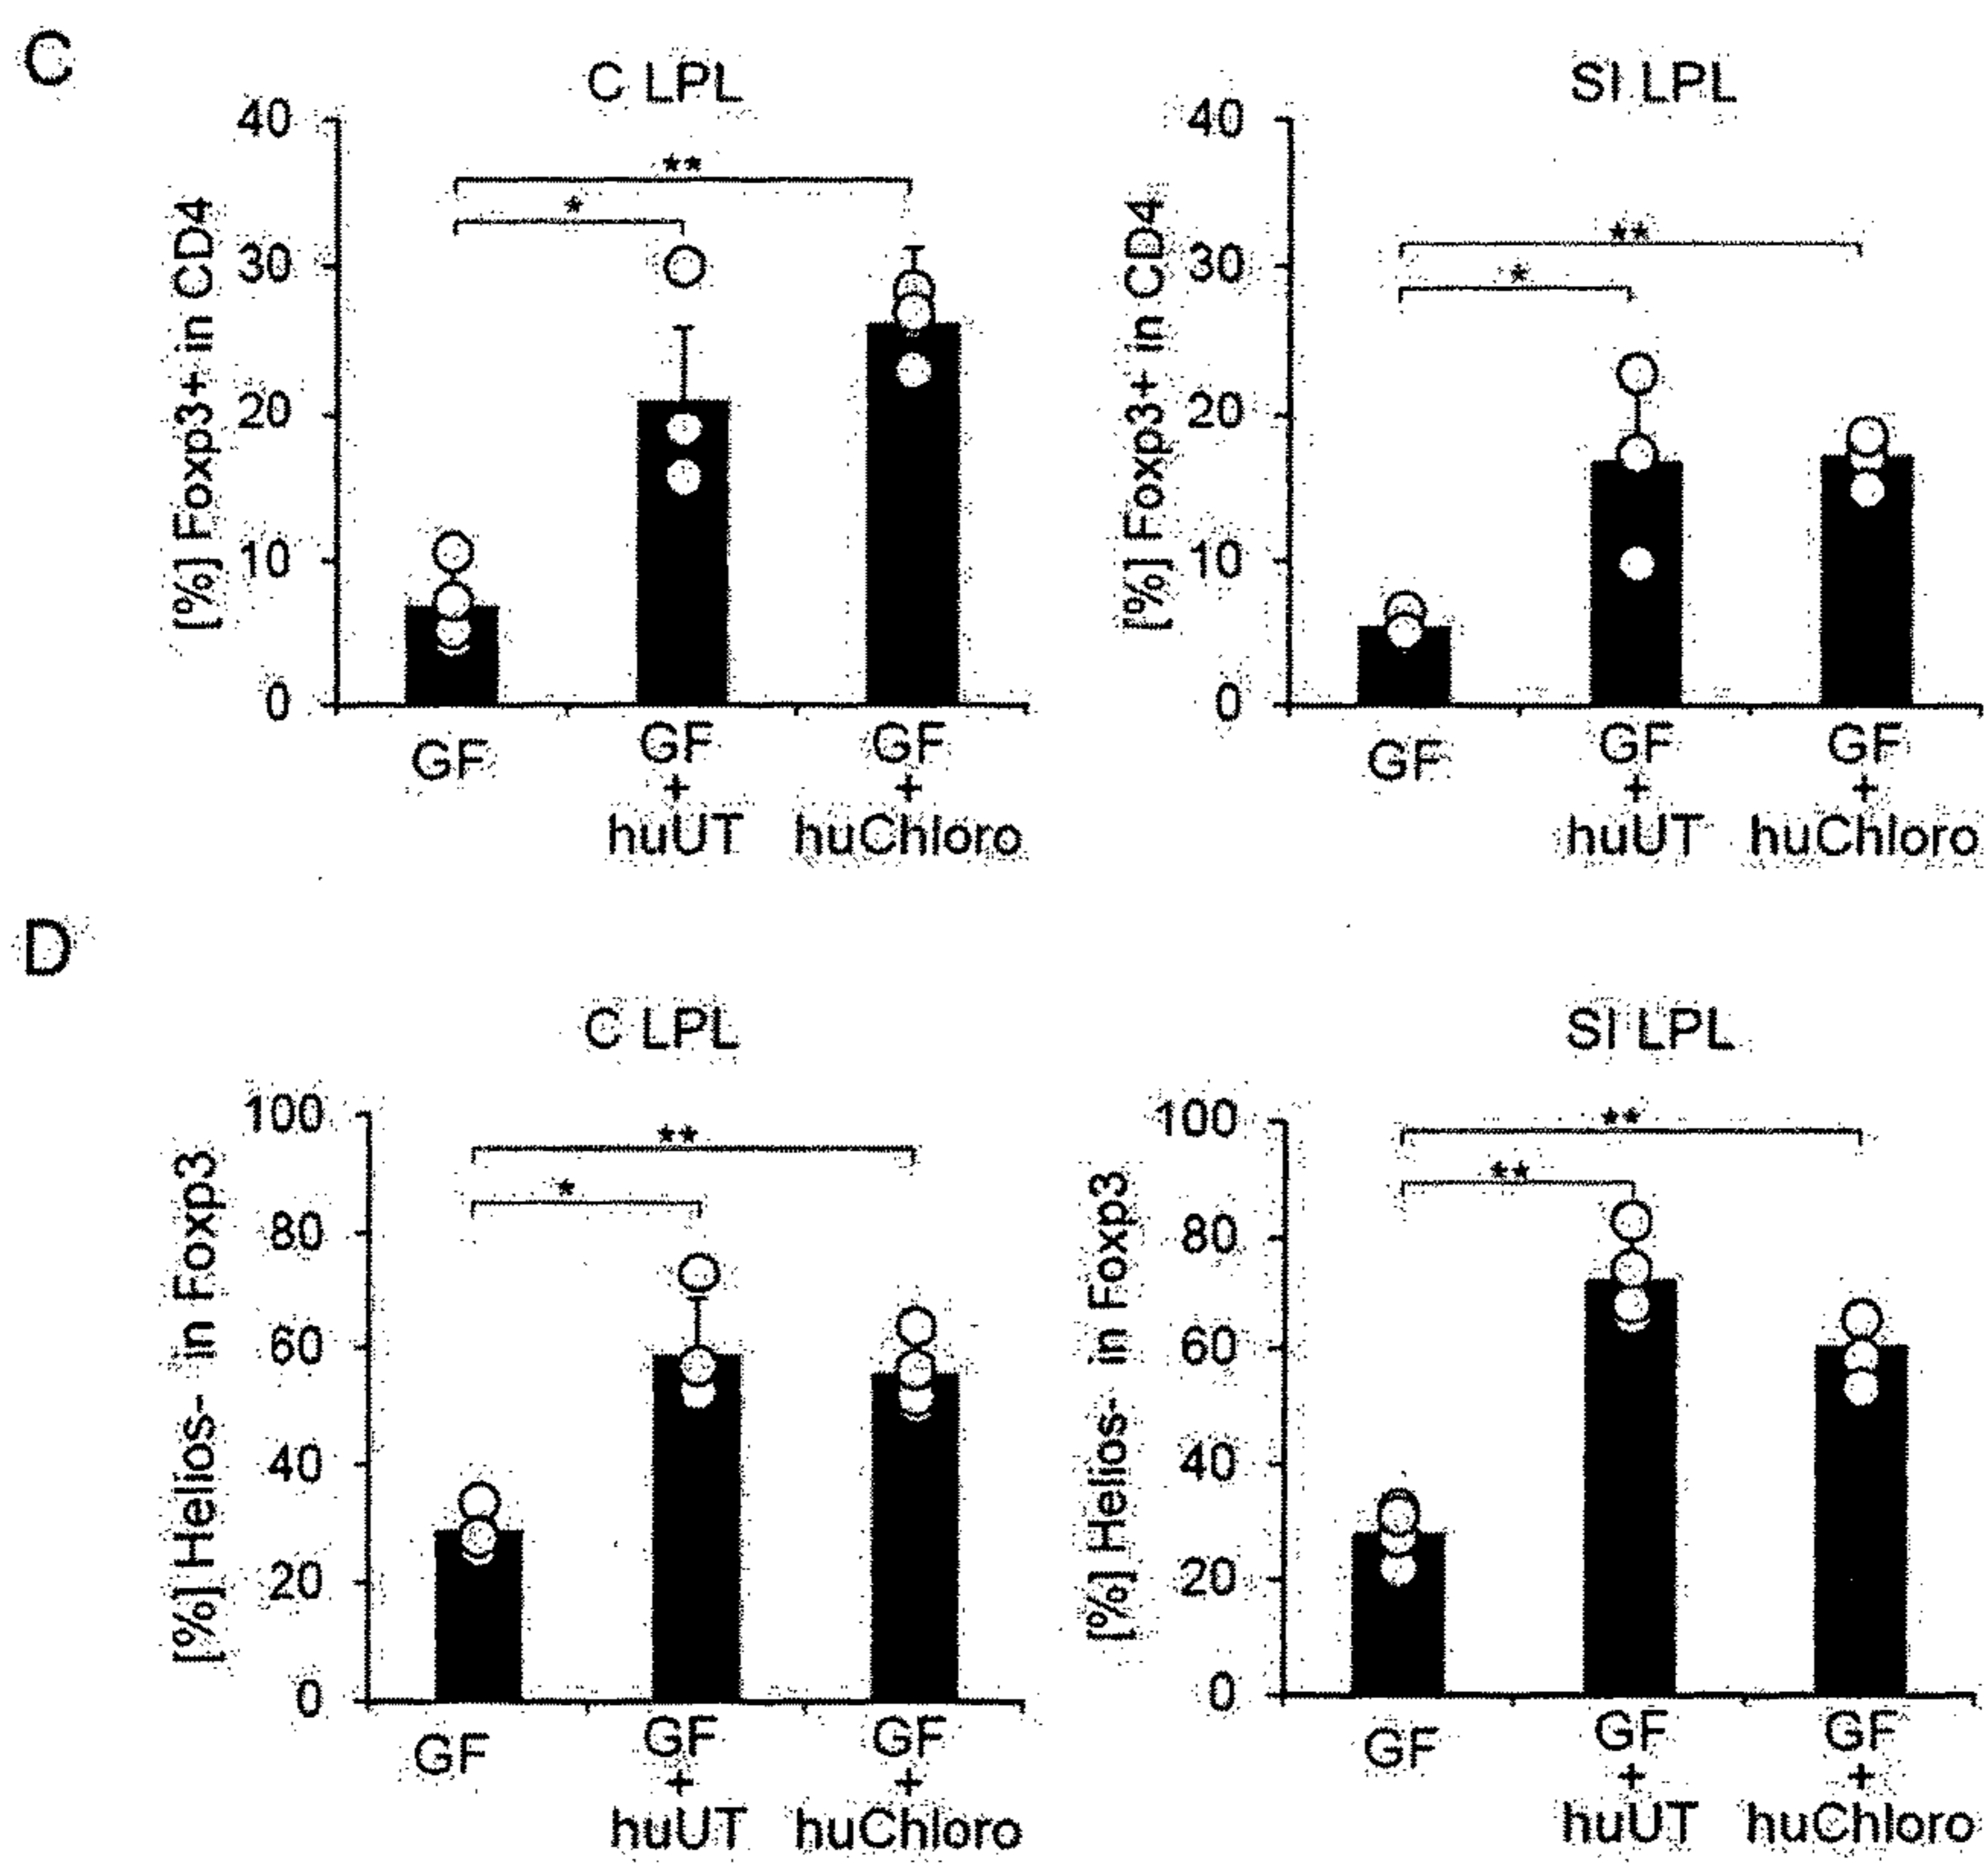 C
C LPL
[%] Foxp3+ in CD4
40
30
20
10
0
**
*
GF
GF
+
huUT
GF
+
huChloro
SI LPL
[%] Foxp3+ in CD4
40
30
20
10
0
**
*
GF
GF
+
huUT
GF
+
huChloro
D
C LPL
[%] Helios- in Foxp3
100
80
60
40
20
0
**
*
GF
GF
+
huUT
GF
+
huChloro
SI LPL
[%] Helios- in Foxp3
100
80
60
40
20
0
**
**
GF
GF
+
huUT
GF
+
huChloro